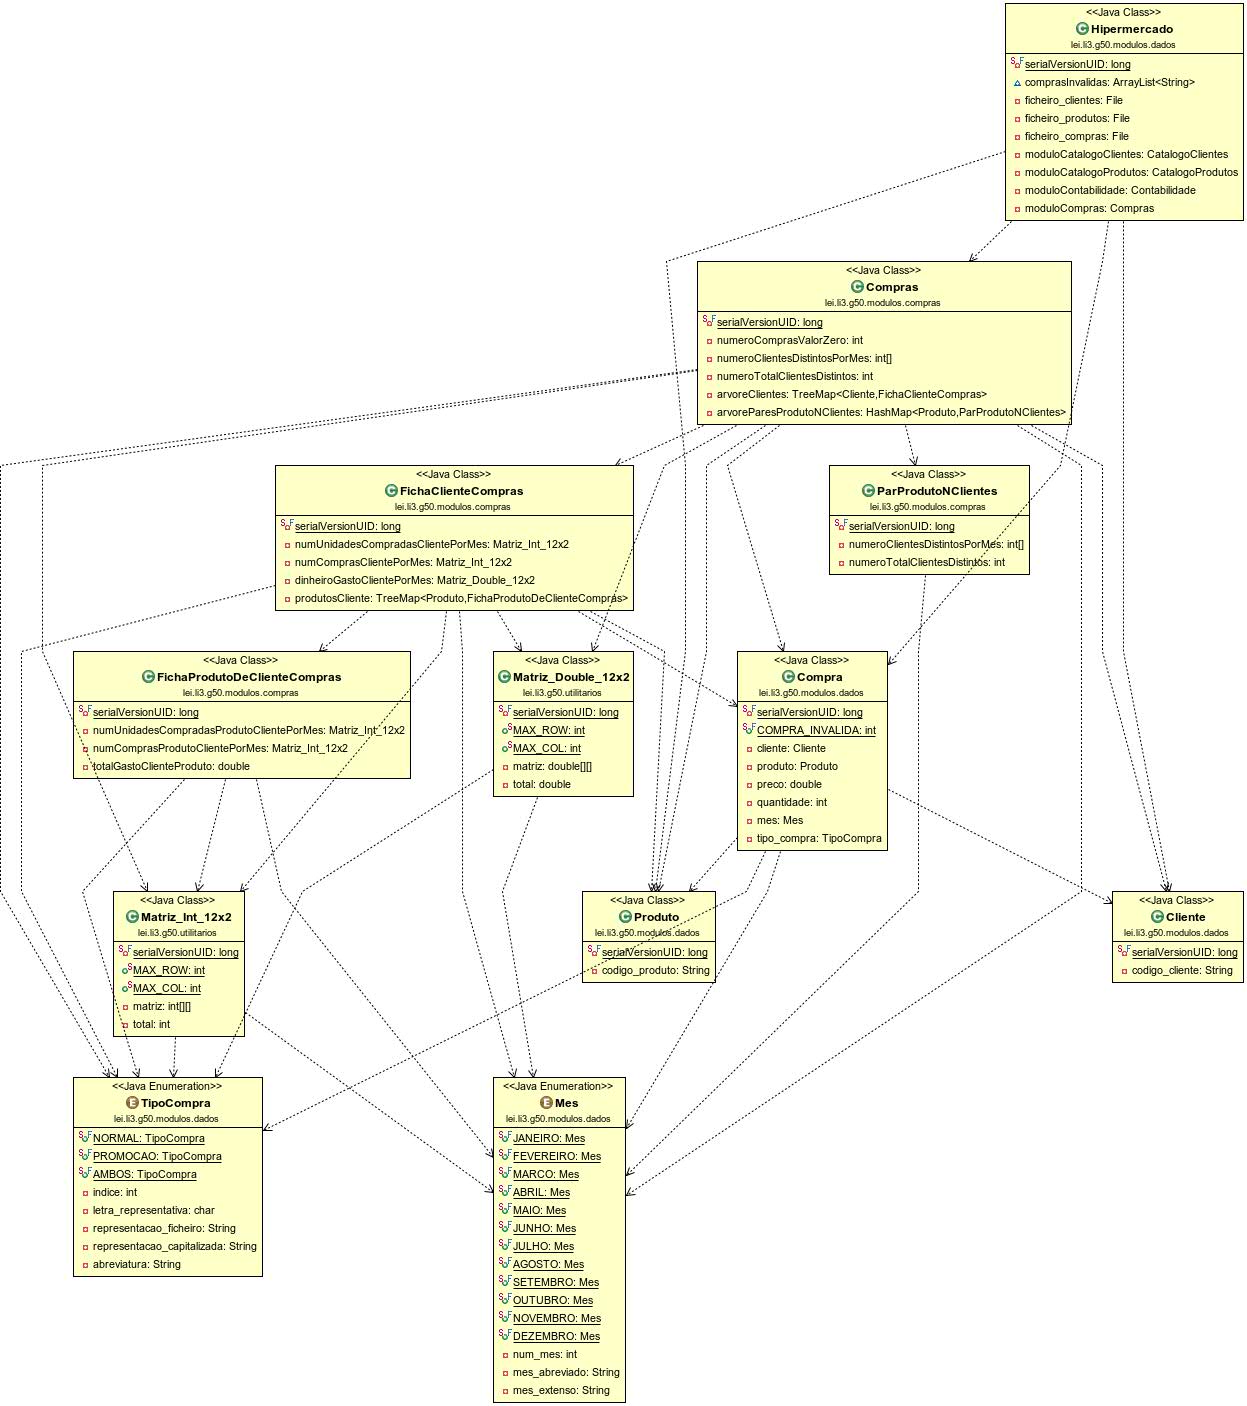 <<Java Class>>
Hipermercado
lei.li3.g50.modulos.dados
serialVersionUID: long
comprasInvalidas: ArrayList<String>
ficheiro_clientes: File
ficheiro_produtos: File
ficheiro_compras: File
moduloCatalogoClientes: CatalogoClientes
moduloCatalogoProdutos: CatalogoProdutos
moduloContabilidade: Contabilidade
moduloCompras: Compras
<<Java Class>>
Compras
lei.li3.g50.modulos.compras
serialVersionUID: long
numeroComprasValorZero: int
numeroClientesDistintosPorMes: int[]
numeroTotalClientesDistintos: int
arvoreClientes: TreeMap<Cliente,FichaClienteCompras>
arvoreParesProdutoNClientes: HashMap<Produto,ParProdutoNClientes>
<<Java Class>>
FichaClienteCompras
lei.li3.g50.modulos.compras
serialVersionUID: long
numUnidadesCompradasClientePorMes: Matriz_Int_12x2
numComprasClientePorMes: Matriz_Int_12x2
dinheiroGastoClientePorMes: Matriz_Double_12x2
produtosCliente: TreeMap<Produto,FichaProdutoDeClienteCompras>
<<Java Class>>
ParProdutoNClientes
lei.li3.g50.modulos.compras
serialVersionUID: long
numeroClientesDistintosPorMes: int[]
numeroTotalClientesDistintos: int
<<Java Class>>
FichaProdutoDeClienteCompras
lei.li3.g50.modulos.compras
serialVersionUID: long
numUnidadesCompradasProdutoClientePorMes: Matriz_Int_12x2
numComprasProdutoClientePorMes: Matriz_Int_12x2
totalGastoClienteProduto: double
<<Java Class>>
Matriz_Double_12x2
lei.li3.g50.utilitarios
serialVersionUID: long
MAX_ROW: int
MAX_COL: int
matriz: double[][]
total: double
<<Java Class>>
Compra
lei.li3.g50.modulos.dados
serialVersionUID: long
COMPRA_INVALIDA: int
cliente: Cliente
produto: Produto
preco: double
quantidade: int
mes: Mes
tipo_compra: TipoCompra
<<Java Class>>
Matriz_Int_12x2
lei.li3.g50.utilitarios
serialVersionUID: long
MAX_ROW: int
MAX_COL: int
matriz: int[][]
total: int
<<Java Class>>
Produto
lei.li3.g50.modulos.dados
serialVersionUID: long
codigo_produto: String
<<Java Class>>
Cliente
lei.li3.g50.modulos.dados
serialVersionUID: long
codigo_cliente: String
<<Java Enumeration>>
TipoCompra
lei.li3.g50.modulos.dados
NORMAL: TipoCompra
PROMOCAO: TipoCompra
AMBOS: TipoCompra
indice: int
letra_representativa: char
representacao_ficheiro: String
representacao_capitalizada: String
abreviatura: String
<<Java Enumeration>>
Mes
lei.li3.g50.modulos.dados
JANEIRO: Mes
FEVEREIRO: Mes
MARCO: Mes
ABRIL: Mes
MAIO: Mes
JUNHO: Mes
JULHO: Mes
AGOSTO: Mes
SETEMBRO: Mes
OUTUBRO: Mes
NOVEMBRO: Mes
DEZEMBRO: Mes
num_mes: int
mes_abreviado: String
mes_extenso: String